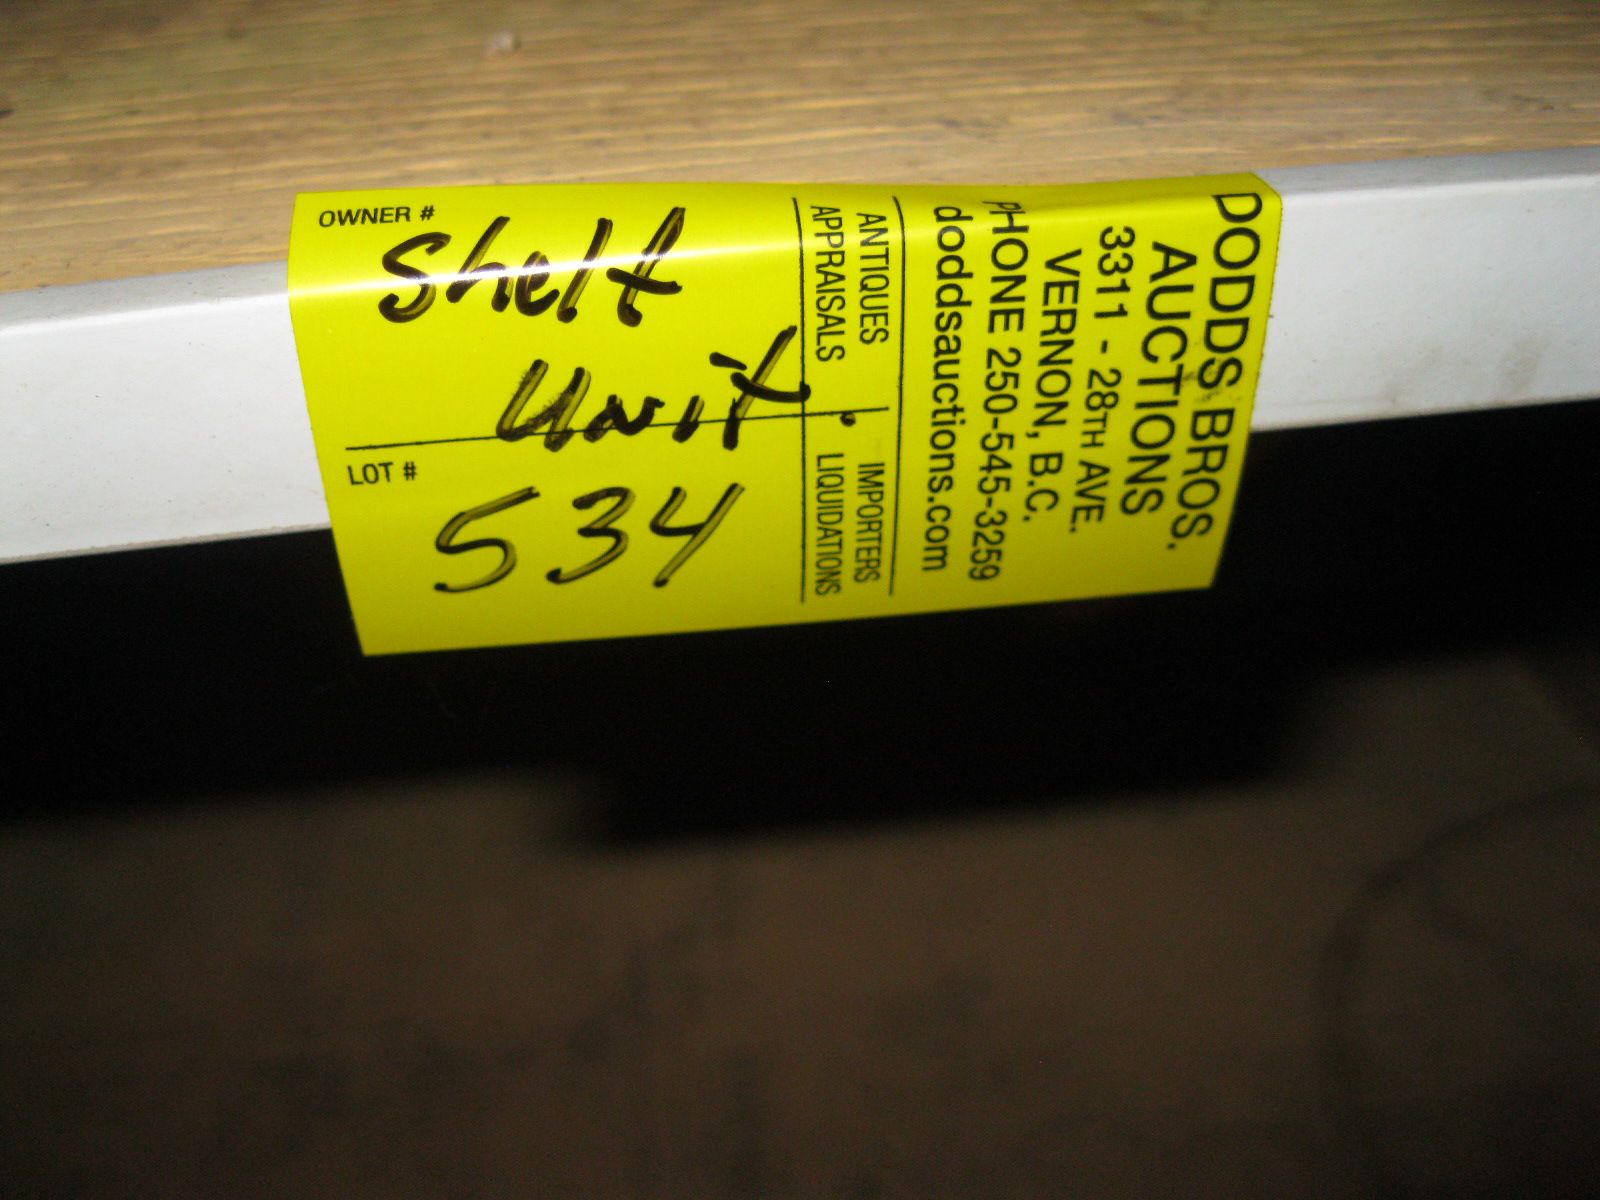 OWNER #
Shelf
Unit.
LOT #
534
ANTIQUES
APPRAISALS
IMPORTERS
LIQUIDATIONS
DODDS BROS.
AUCTIONS
3311 - 28TH AVE.
VERNON, B.C.
PHONE 250-545-3259
doddsauctions.com